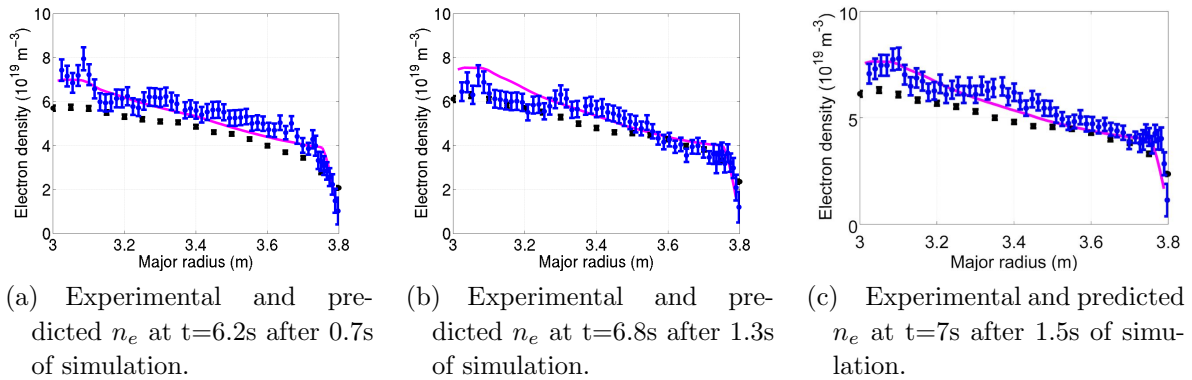 10
8
6
4
2
0
3
3.2
3.4
3.6
3.8
Electron density (10^19 m^−3)
Major radius (m)
10
8
6
4
2
0
3
3.2
3.4
3.6
3.8
Electron density (10^19 m^−3)
Major radius (m)
10
5
0
3
3.2
3.4
3.6
3.8
Electron density (10^19 m^−3)
Major radius (m)
(a) Experimental and pre-
dicted n_e at t=6.2s after 0.7s
of simulation.
(b) Experimental and pre-
dicted n_e at t=6.8s after 1.3s
of simulation.
(c) Experimental and predicted
n_e at t=7s after 1.5s of simu-
lation.